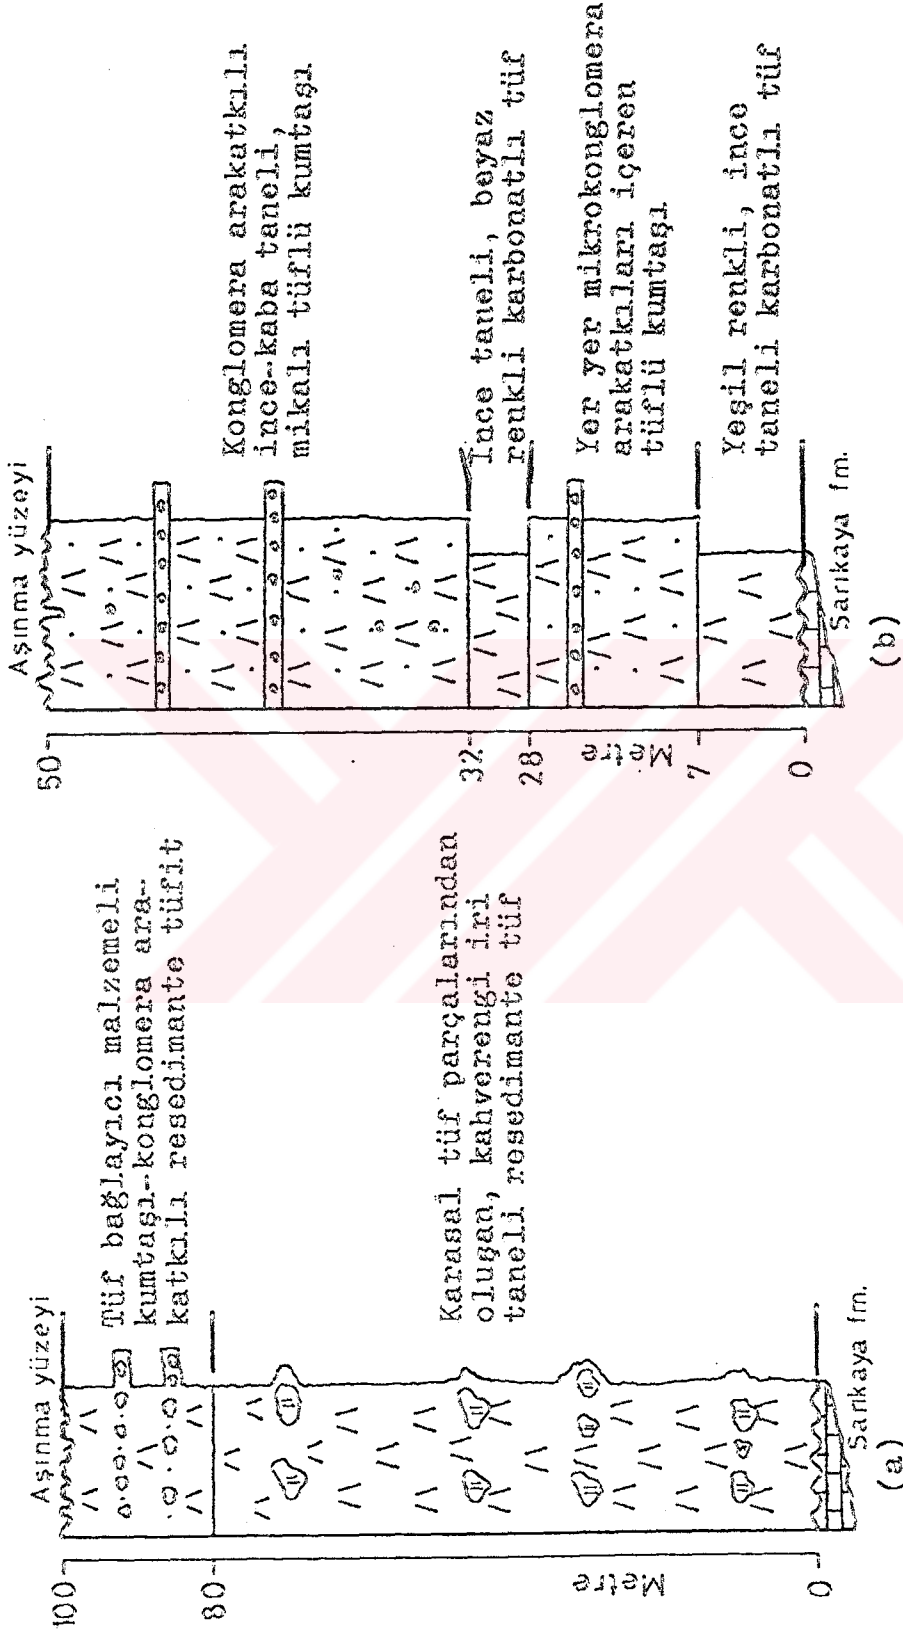 Aşınma yüzeyi
100
80
0
Metre
Tüf bağlayıcı malzemeli
kumtaşı-konglomera ara-
katkılı resedimante tüfit
Karasal tüf parçalarından
oluşan, kahverengi iri
taneli resedimante tüf
Sarıkaya fm.
(a)
Aşınma yüzeyi
50
32
28
7
0
Metre
Konglomera arakatkılı
ince-kaba taneli,
mikalı tüflü kumtaşı
İnce taneli, beyaz
renkli karbonatlı tüf
Yer yer mikrokonglomera
arakatkıları içeren
tüflü kumtaşı
Yeşil renkli, ince
taneli karbonatlı tüf
Sarıkaya fm.
(b)